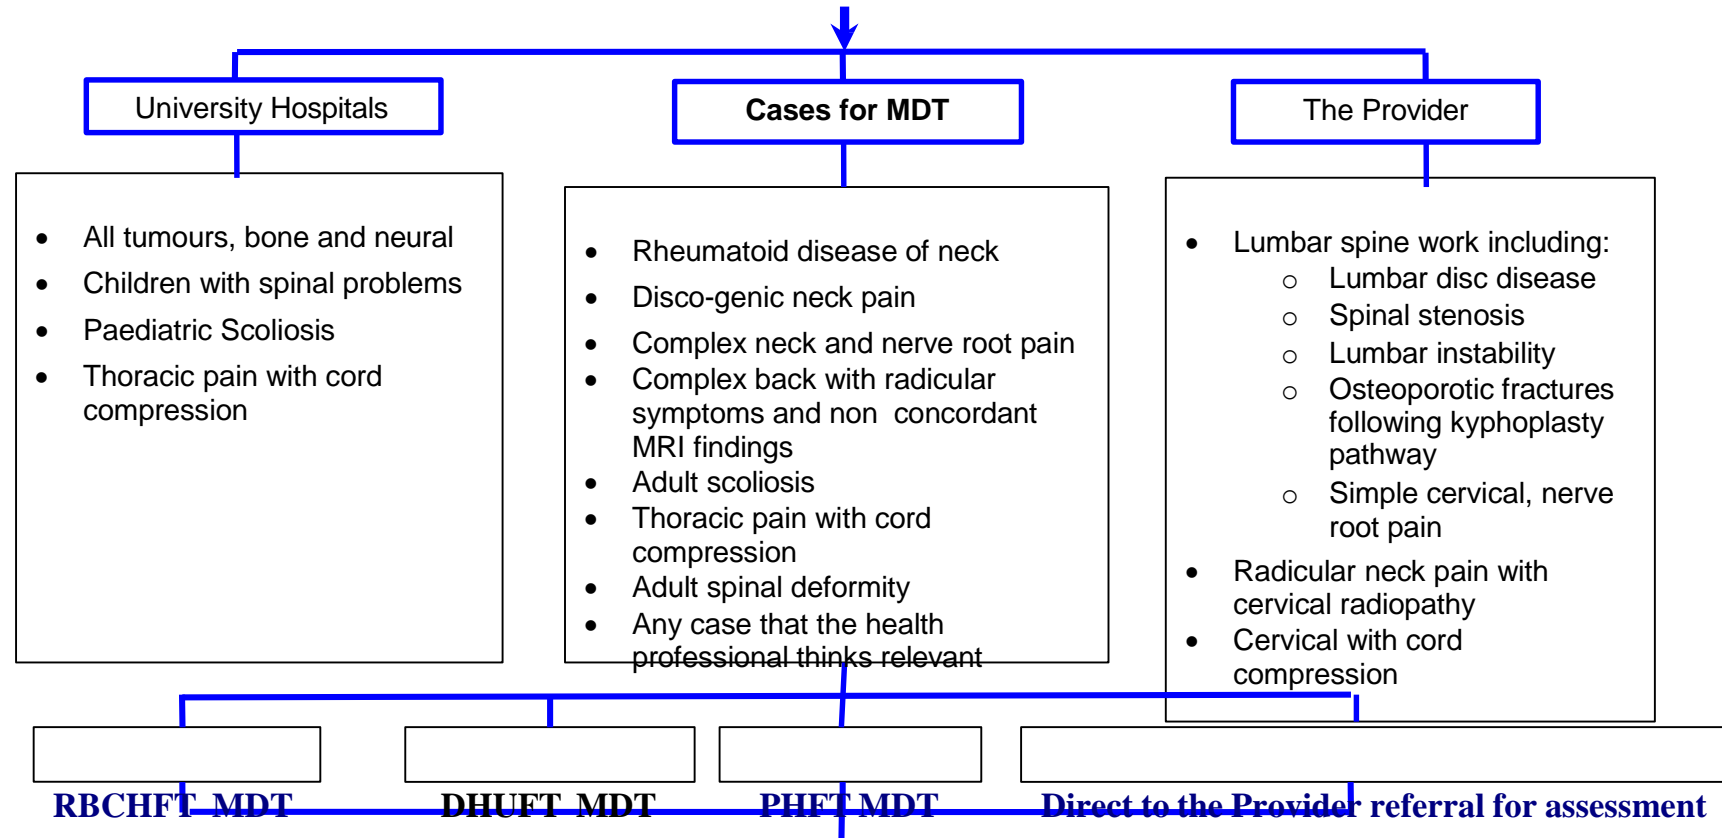 University Hospitals
Cases for MDT
The Provider
• All tumours, bone and neural
• Children with spinal problems
• Paediatric Scoliosis
• Thoracic pain with cord
compression
• Rheumatoid disease of neck
• Disco-genic neck pain
• Complex neck and nerve root pain
• Complex back with radicular
symptoms and non concordant
MRI findings
• Adult scoliosis
• Thoracic pain with cord
compression
• Adult spinal deformity
• Any case that the health
professional thinks relevant
• Lumbar spine work including:
o Lumbar disc disease
o Spinal stenosis
o Lumbar instability
o Osteoporotic fractures
following kyphoplasty
pathway
o Simple cervical, nerve
root pain
• Radicular neck pain with
cervical radiopathy
• Cervical with cord
compression
RBCHFT MDT
DHUFT MDT
PHFT MDT
Direct to the Provider referral for assessment